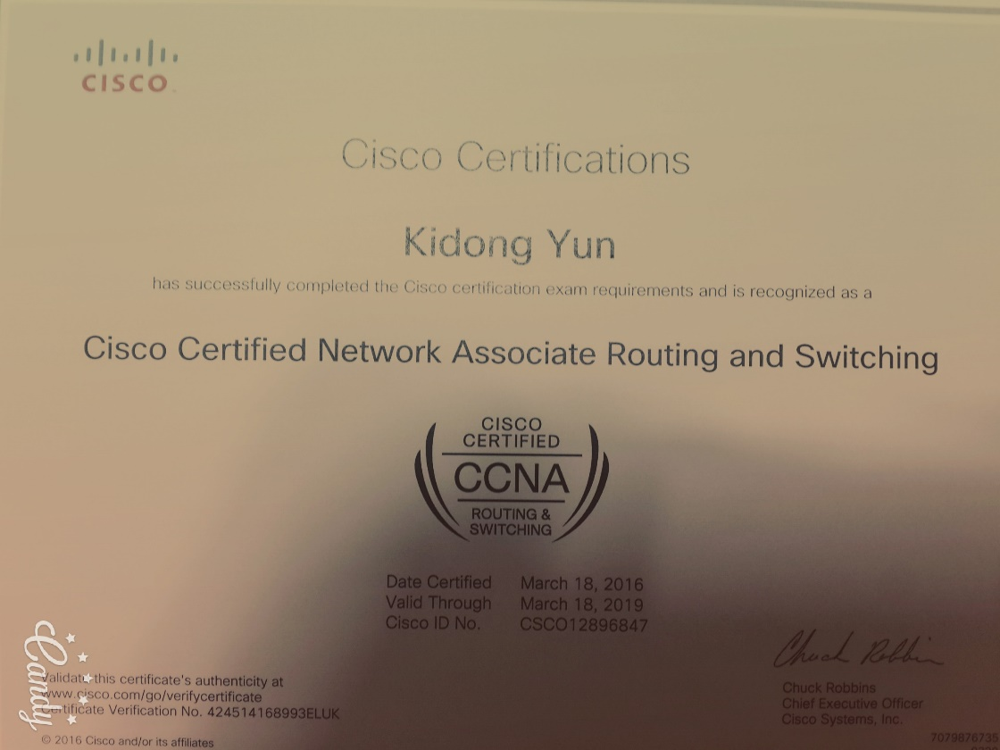 CISCO
Cisco Certifications
Kidong Yun
has successfully completed the Cisco certification exam requirements and is recognized as a
Cisco Certified Network Associate Routing and Switching
CISCO
CERTIFIED
CCNA
ROUTING &
SWITCHING
Date Certified March 18, 2016
Valid Through March 18, 2019
Cisco ID No. CSCO12896847
Chuck Robbins
Chuck Robbins
Chief Executive Officer
Cisco Systems, Inc.
Validate this certificate's authenticity at
www.cisco.com/go/verifycertificate
Certificate Verification No. 424514168993ELUK
© 2016 Cisco and/or its affiliates
Candy